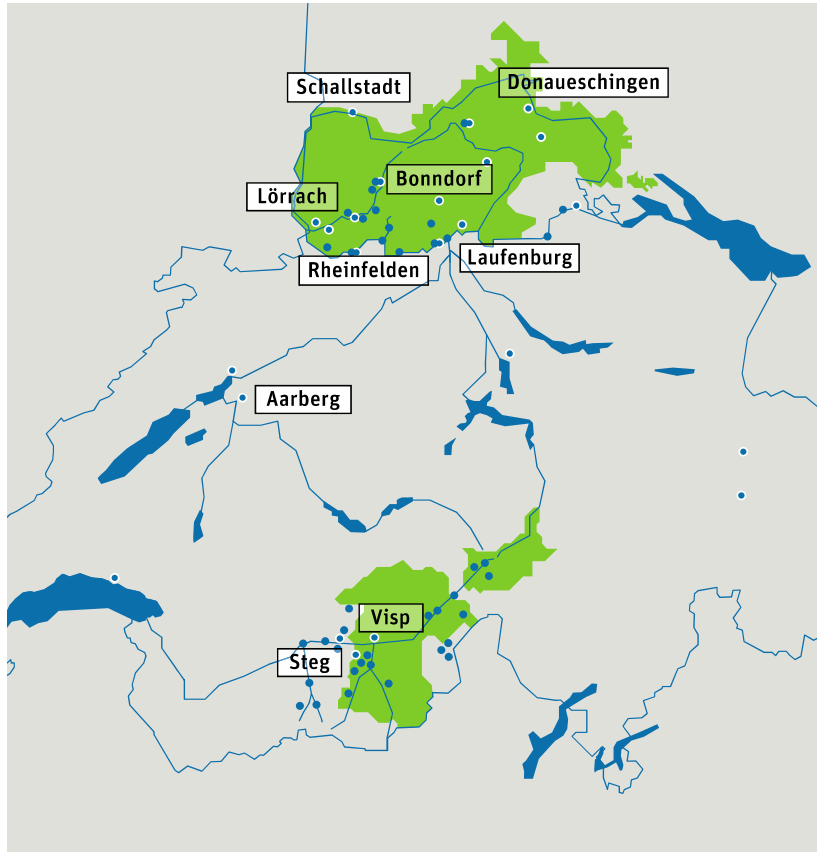 Donaueschingen
Schallstadt
Bonndorf
Lörrach
Laufenburg
Rheinfelden
Aarberg
Visp
Steg